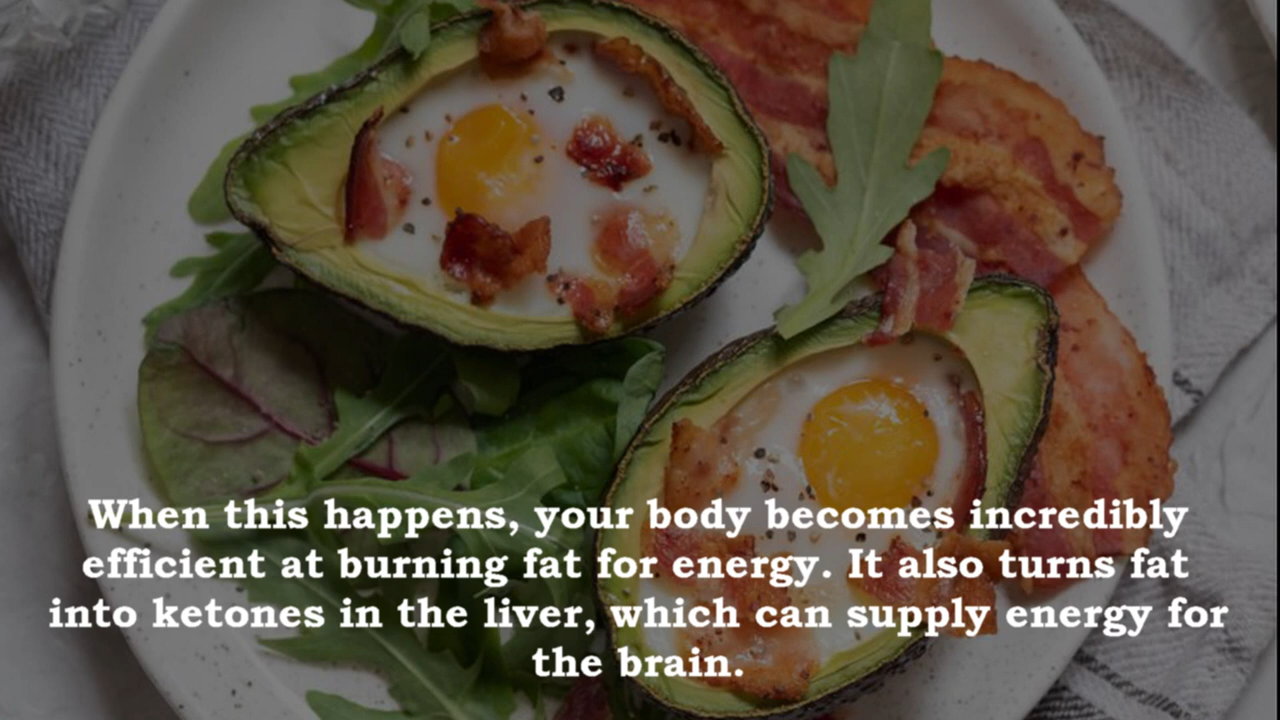 When this happens, your body becomes incredibly
efficient at burning fat for energy. It also turns fat
into ketones in the liver, which can supply energy for
the brain.